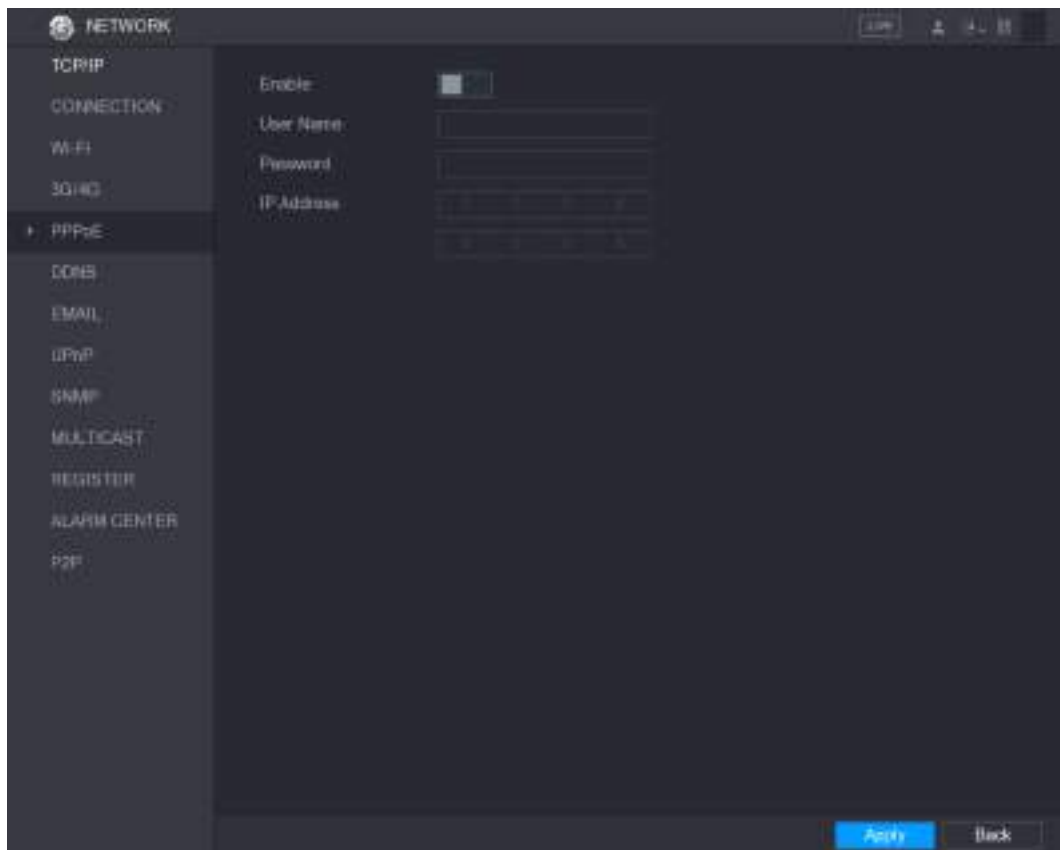 NETWORK
LIVE
TCP/IP
CONNECTION
WI-FI
3G/4G
PPPoE
DDNS
EMAIL
UPnP
SNMP
MULTICAST
REGISTER
ALARM CENTER
P2P
Enable
User Name
Password
IP Address
Apply
Back